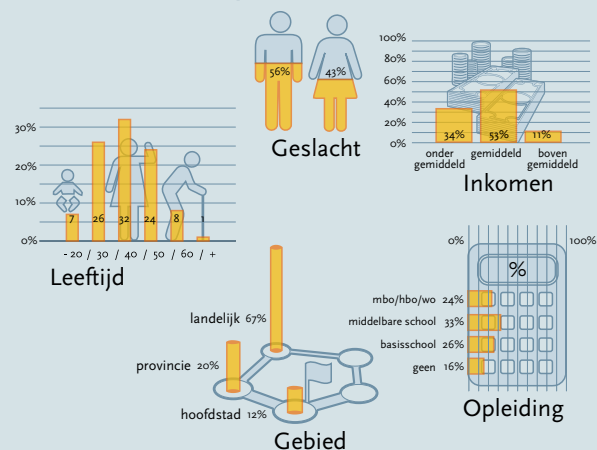 56%
43%
Geslacht
100%
80%
60%
40%
20%
0%
34%
53%
11%
onder gemiddeld
gemiddeld
boven gemiddeld
Inkomen
30%
20%
10%
0%
7
26
32
24
8
1
- 20 / 30 / 40 / 50 / 60 / +
Leeftijd
landelijk 67%
provincie 20%
hoofdstad 12%
Gebied
0%
100%
%
mbo/hbo/wo 24%
middelbare school 33%
basisschool 26%
geen 16%
Opleiding